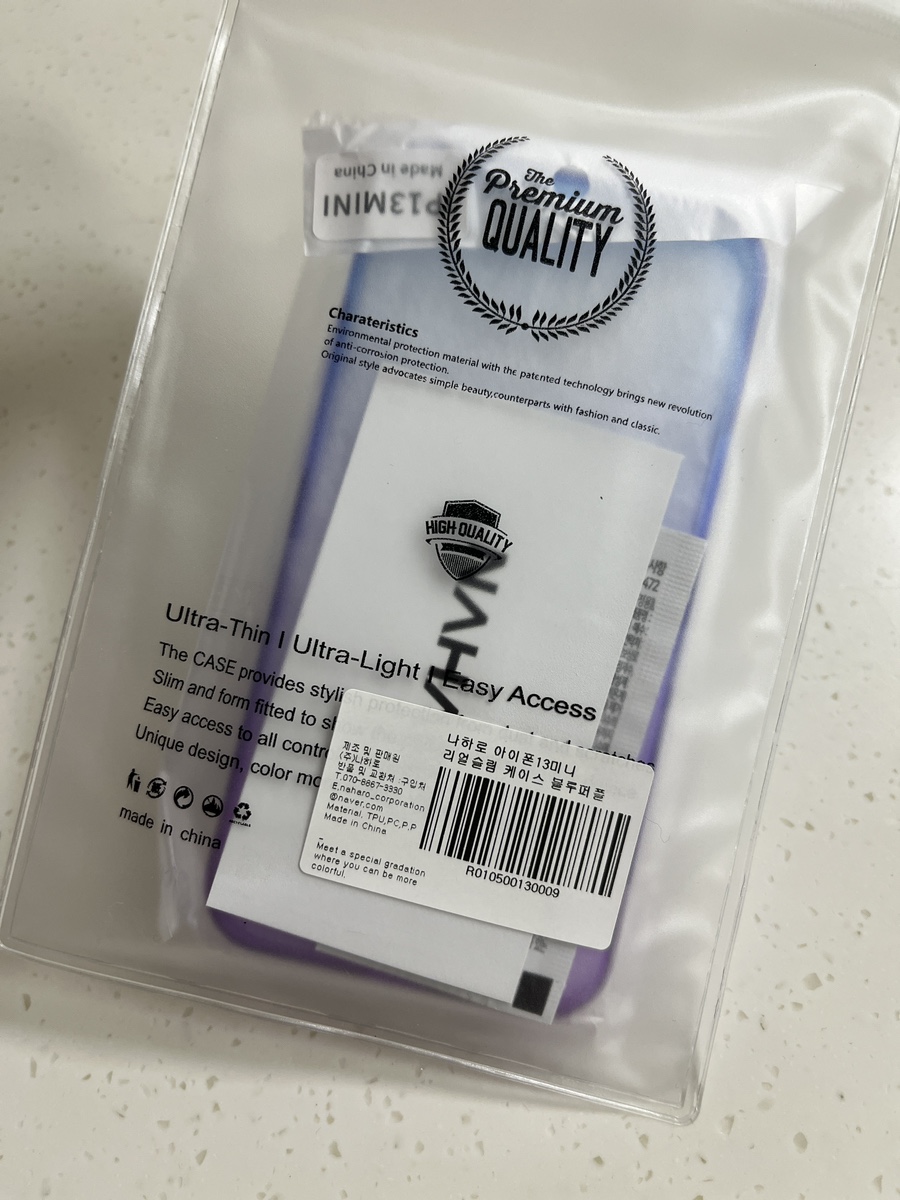 Made in China
P13MINI
The
Premium
QUALITY
Charateristics
Environmental protection material with the patented technology brings new revolution
of anti-corrosion protection.
Original style advocates simple beauty,counterparts with fashion and classic.
HIGH QUALITY
Ultra-Thin | Ultra-Light | Easy Access
The CASE provides stylish protection
Slim and form fitted to
Easy access to all
Unique design, color
made in china
제조 및 판매원
(주)나하로
반품 및 교환처 :구입처
T.070-8867-3330
E.naharo_corporation
@naver.com
Material, TPU,PC,P.P
Made in China
-
Meet a special gradation
where you can be more
colorful.
나하로 아이폰13미니
리얼슬림 케이스 블루퍼플
R010500130009